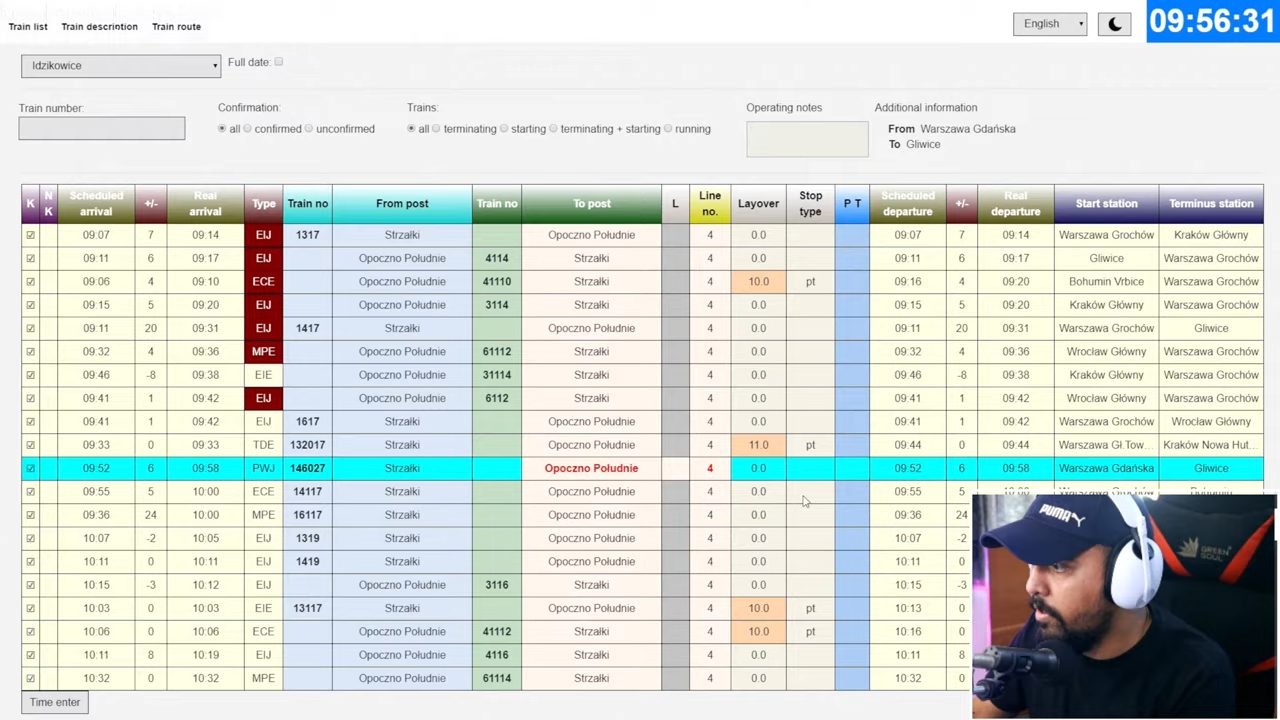 Train list Train descrintion Train route English 09:56:31
Idzikowice Full date:
Train number: Confirmation: Trains: Operating notes Additional information
all confirmed unconfirmed all terminating starting terminating + starting running From Warszawa Gdańska
To Gliwice
K N K Scheduled arrival +/- Real arrival Type Train no From post Train no To post L Line no. Layover Stop type P T Scheduled departure +/- Real departure Start station Terminus station
09:07 7 09:14 EIJ 1317 Strzałki Opoczno Południe 4 0.0 09:07 7 09:14 Warszawa Grochów Kraków Główny
09:11 6 09:17 EIJ Opoczno Południe 4114 Strzałki 4 0.0 09:11 6 09:17 Gliwice Warszawa Grochów
09:06 4 09:10 ECE Opoczno Południe 41110 Strzałki 4 10.0 pt 09:16 4 09:20 Bohumin Vrbice Warszawa Grochów
09:15 5 09:20 EIJ Opoczno Południe 3114 Strzałki 4 0.0 09:15 5 09:20 Kraków Główny Warszawa Grochów
09:11 20 09:31 EIJ 1417 Strzałki Opoczno Południe 4 0.0 09:11 20 09:31 Warszawa Grochów Gliwice
09:32 4 09:36 MPE Opoczno Południe 61112 Strzałki 4 0.0 09:32 4 09:36 Wrocław Główny Warszawa Grochów
09:46 -8 09:38 EIE Opoczno Południe 31114 Strzałki 4 0.0 09:46 -8 09:38 Kraków Główny Warszawa Grochów
09:41 1 09:42 EIJ Opoczno Południe 6112 Strzałki 4 0.0 09:41 1 09:42 Wrocław Główny Warszawa Grochów
09:41 1 09:42 EIJ 1617 Strzałki Opoczno Południe 4 0.0 09:41 1 09:42 Warszawa Grochów Wrocław Główny
09:33 0 09:33 TDE 132017 Strzałki Opoczno Południe 4 11.0 pt 09:44 0 09:44 Warszawa Gł.Tow... Kraków Nowa Hut...
09:52 6 09:58 PWJ 146027 Strzałki Opoczno Południe 4 0.0 09:52 6 09:58 Warszawa Gdańska Gliwice
09:55 5 10:00 ECE 14117 Strzałki Opoczno Południe 4 0.0 09:55 5 10:00 Warszawa Grochów Bohumin
09:36 24 10:00 MPE 16117 Strzałki Opoczno Południe 4 0.0 09:36 24
10:07 -2 10:05 EIJ 1319 Strzałki Opoczno Południe 4 0.0 10:07 -2
10:11 0 10:11 EIJ 1419 Strzałki Opoczno Południe 4 0.0 10:11 0
10:15 -3 10:12 EIJ Opoczno Południe 3116 Strzałki 4 0.0 10:15 -3
10:03 0 10:03 EIE 13117 Strzałki Opoczno Południe 4 10.0 pt 10:13 0
10:06 0 10:06 ECE Opoczno Południe 41112 Strzałki 4 10.0 pt 10:16 0
10:11 8 10:19 EIJ Opoczno Południe 4116 Strzałki 4 0.0 10:11 8
10:32 0 10:32 MPE Opoczno Południe 61114 Strzałki 4 0.0 10:32 0
Time enter
PUMA
GREEN SOUL